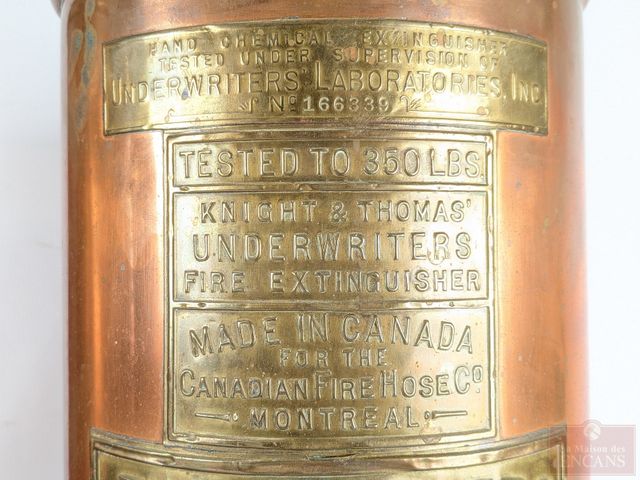 HAND CHEMICAL EXTINGUISHER
TESTED UNDER SUPERVISION OF
UNDERWRITERS' LABORATORIES, INC
No 166339
TESTED TO 350 LBS.
KNIGHT & THOMAS'
UNDERWRITERS
FIRE EXTINGUISHER
MADE IN CANADA
FOR THE
CANADIAN FIRE HOSE Co
MONTREAL
La Maison des
ENCANS